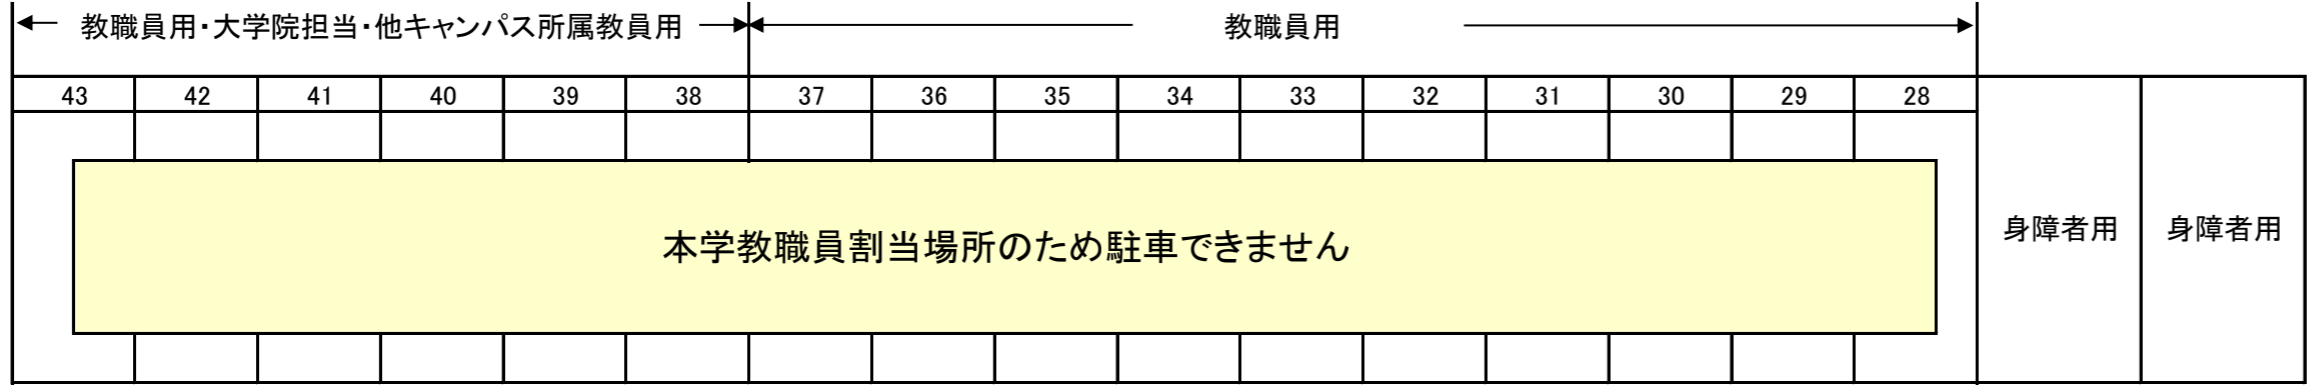 教職員用・大学院担当・他キャンパス所属教員用 教職員用
43 42 41 40 39 38 37 36 35 34 33 32 31 30 29 28
本学教職員割当場所のため駐車できません
身障者用 身障者用